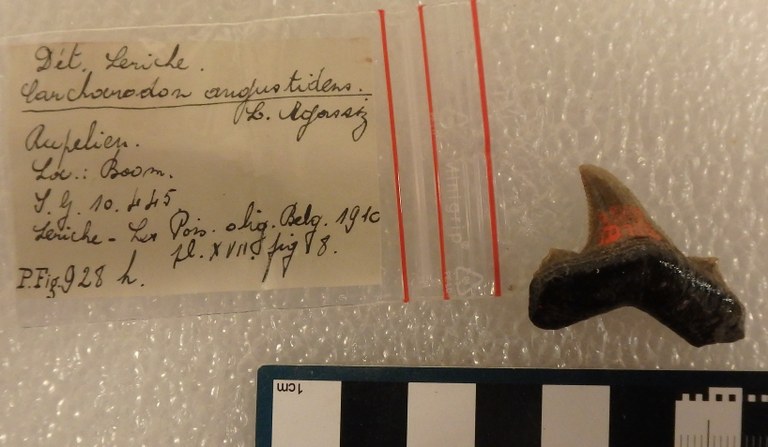 Dét. Leriche.
Carcharodon angustidens.
L. Agassiz
Rupelien.
Loc.: Boom.
I. G. 10.445
Leriche - Les Pois. olig. Belg. 1910
pl. XVIII fig 8.
P. Fig. 928 h.
1cm